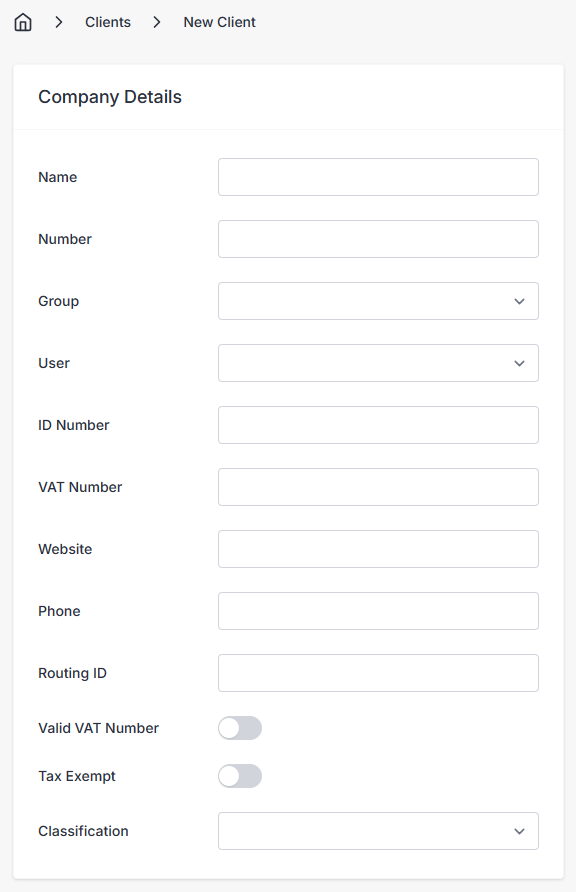 Clients
New Client
Company Details
Name
Number
Group
User
ID Number
VAT Number
Website
Phone
Routing ID
Valid VAT Number
Tax Exempt
Classification